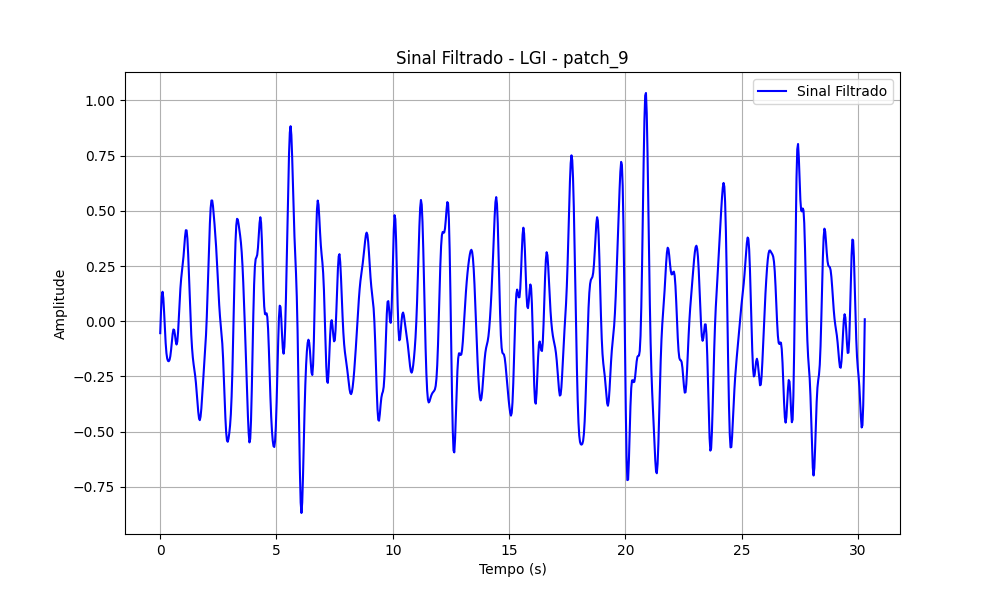 Sinal Filtrado - LGI - patch_9
Sinal Filtrado
1.00
0.75
0.50
0.25
0.00
−0.25
−0.50
−0.75
Amplitude
0 5 10 15 20 25 30
Tempo (s)